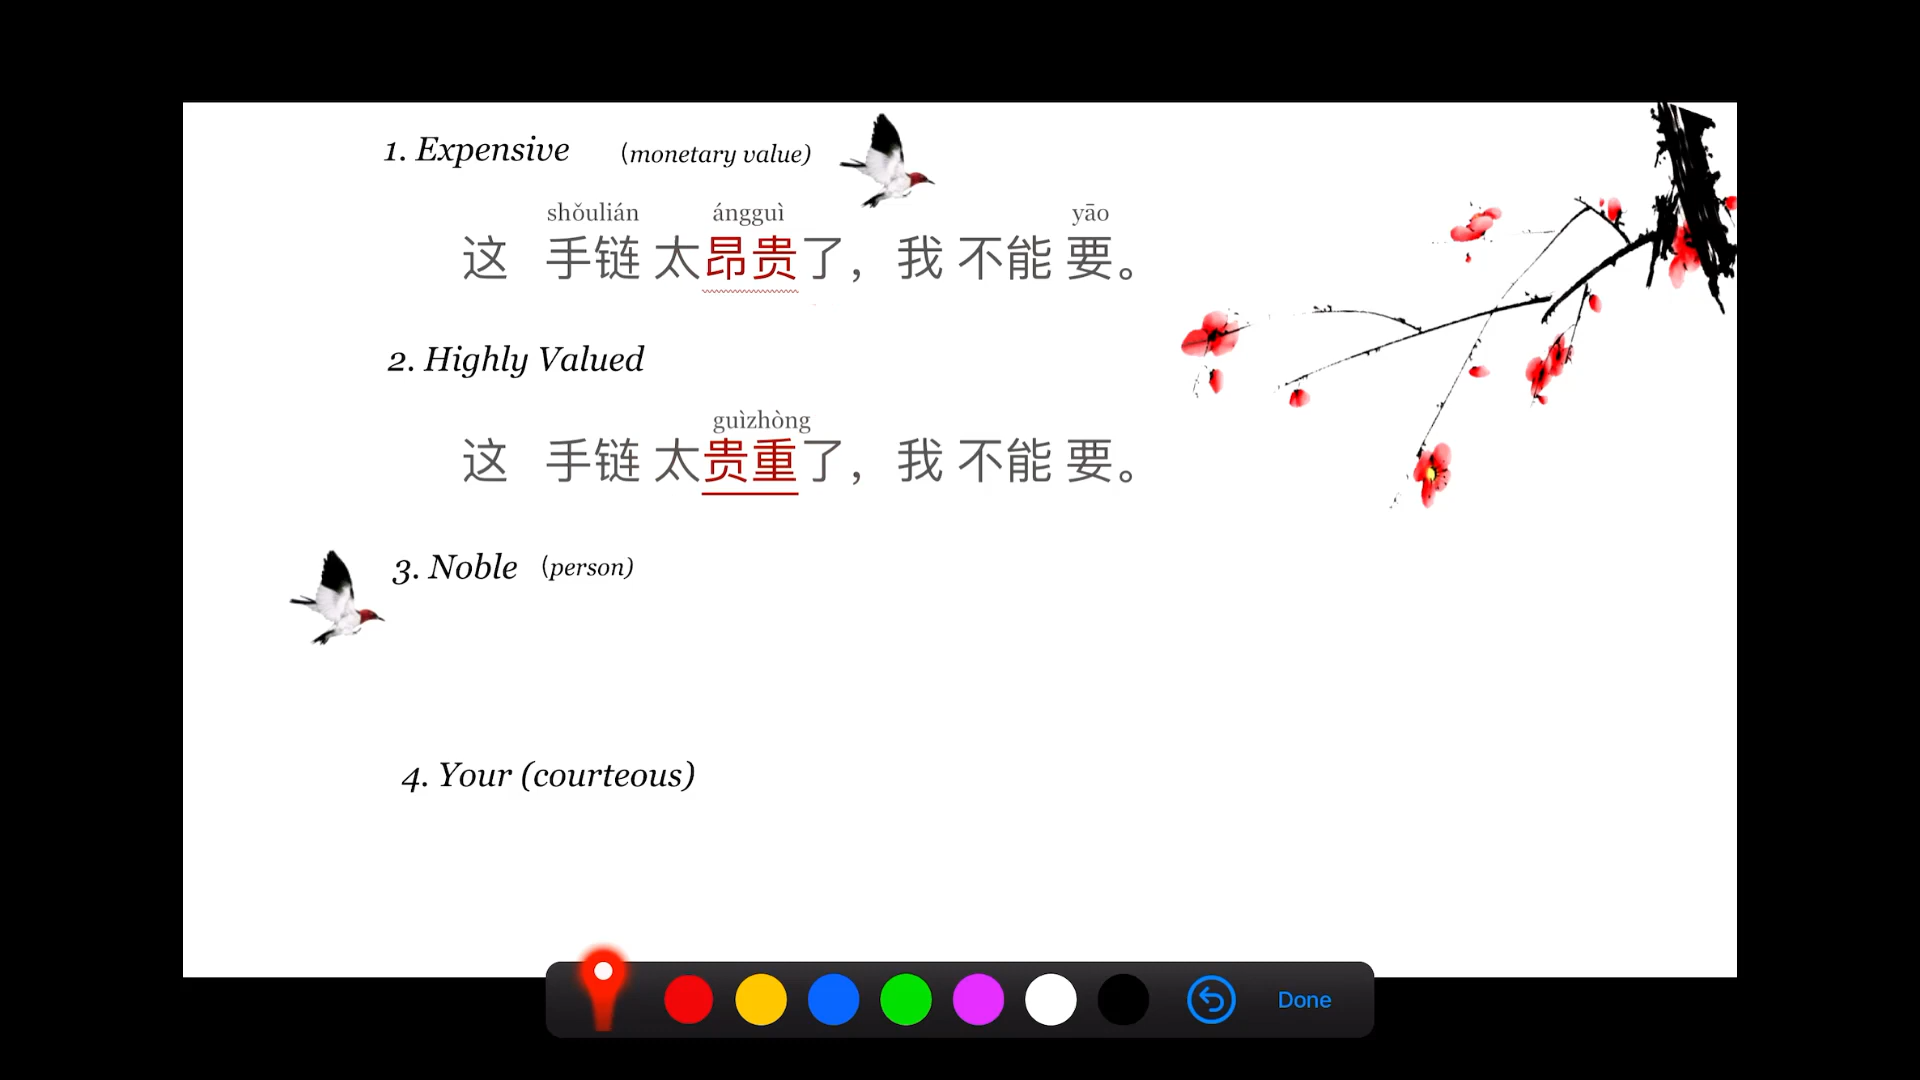 1. Expensive (monetary value)
shǒulián ángguì yāo
这 手链 太昂贵了，我 不能 要。
2. Highly Valued
guìzhòng
这 手链 太贵重了，我 不能 要。
3. Noble (person)
4. Your (courteous)
Done